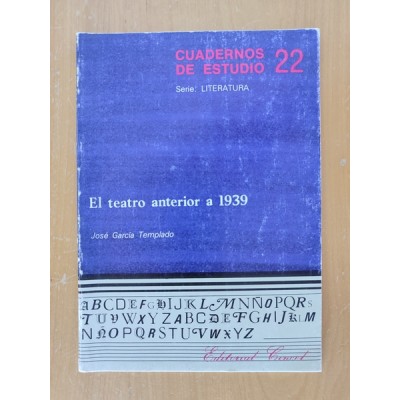 CUADERNOS
DE ESTUDIO 22
Serie: LITERATURA
El teatro anterior a 1939
José García Templado
ABCDEFGHIJKLMNÑOPQRS
TUVWXYZABCDEFGHIJKLM
NÑOPQRSTUVWXYZ
Editorial Cincel